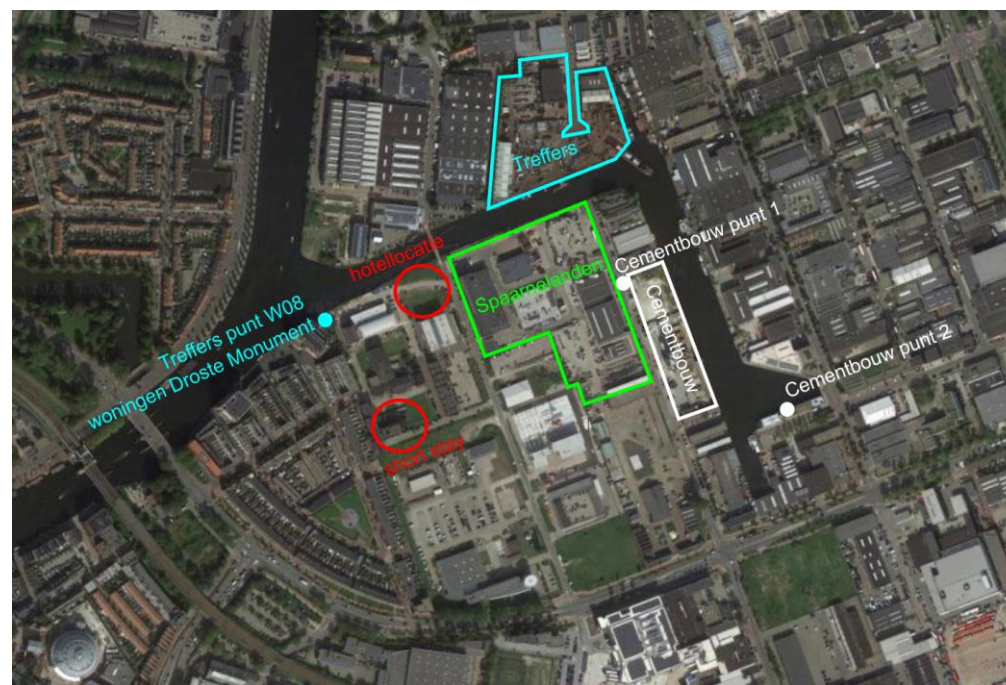 Treffers
hotellocatie
Spaarnelanden
Cementbouw punt 1
Cementbouw
Treffers punt W08
woningen Droste Monument
Cementbouw punt 2
short stay